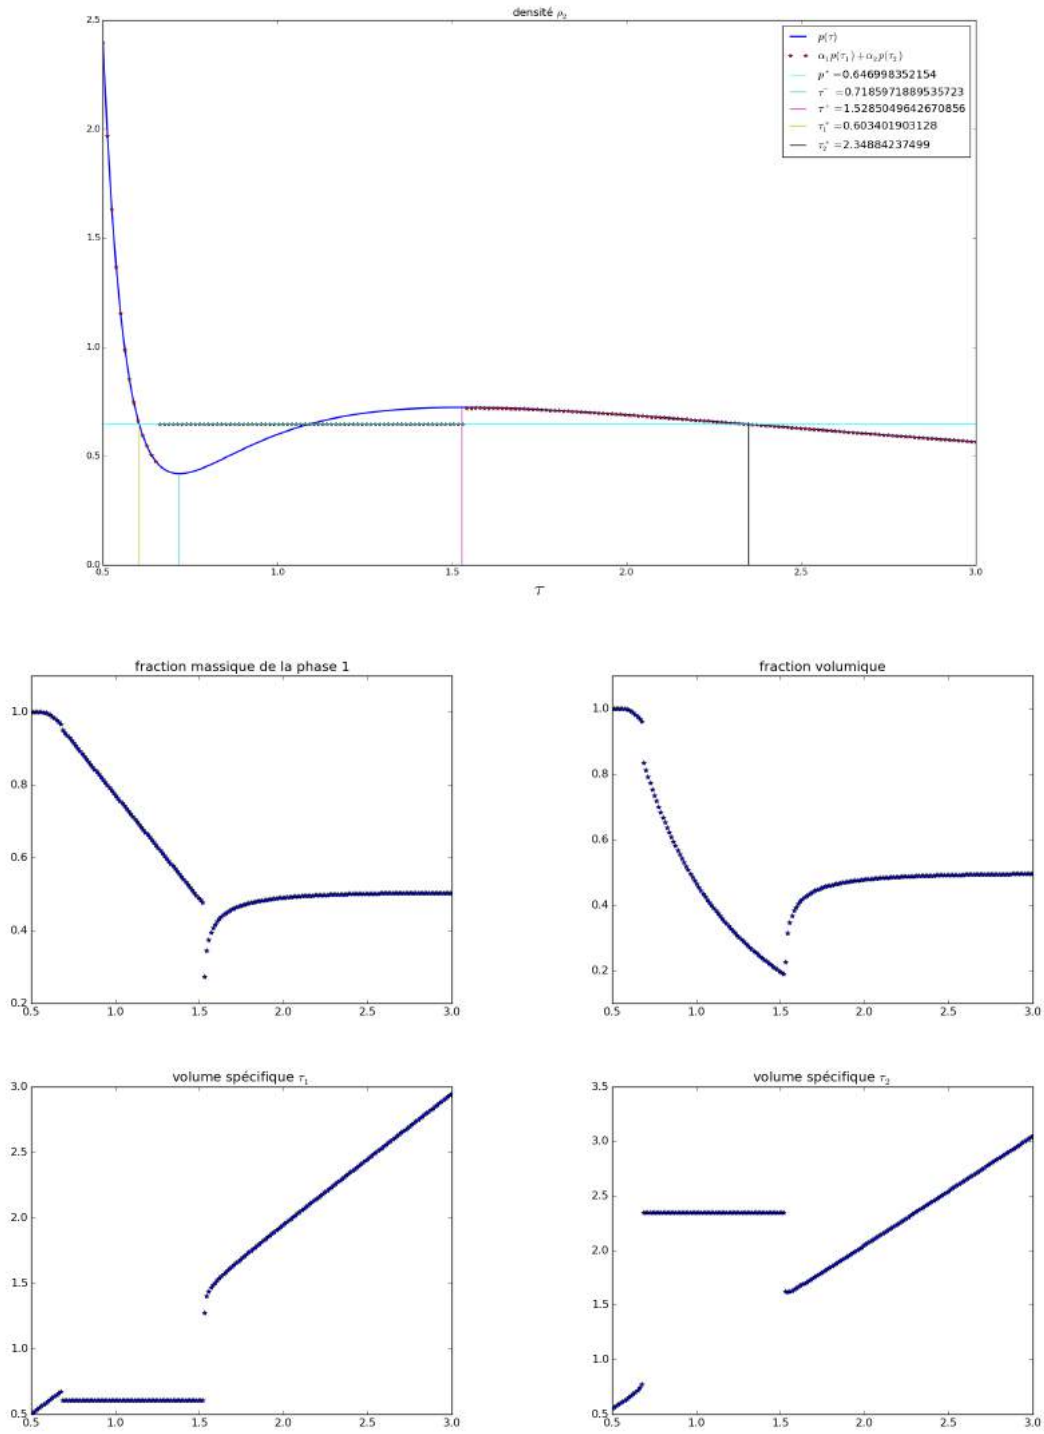 densité ρ₂
2.5
2.0
1.5
1.0
0.5
0.0
p(τ)
α₁p(τ₁)+α₂p(τ₂)
p* =0.646998352154
τ⁻ =0.7185971889535723
τ⁺ =1.5285049642670856
τ₁* =0.603401903128
τ₂* =2.34884237499
0.5 1.0 1.5 2.0 2.5 3.0
τ
fraction massique de la phase 1
1.0
0.8
0.6
0.4
0.2
0.5 1.0 1.5 2.0 2.5 3.0
fraction volumique
1.0
0.8
0.6
0.4
0.2
0.5 1.0 1.5 2.0 2.5 3.0
volume spécifique τ₁
3.0
2.5
2.0
1.5
1.0
0.5
0.5 1.0 1.5 2.0 2.5 3.0
volume spécifique τ₂
3.5
3.0
2.5
2.0
1.5
1.0
0.5
0.5 1.0 1.5 2.0 2.5 3.0